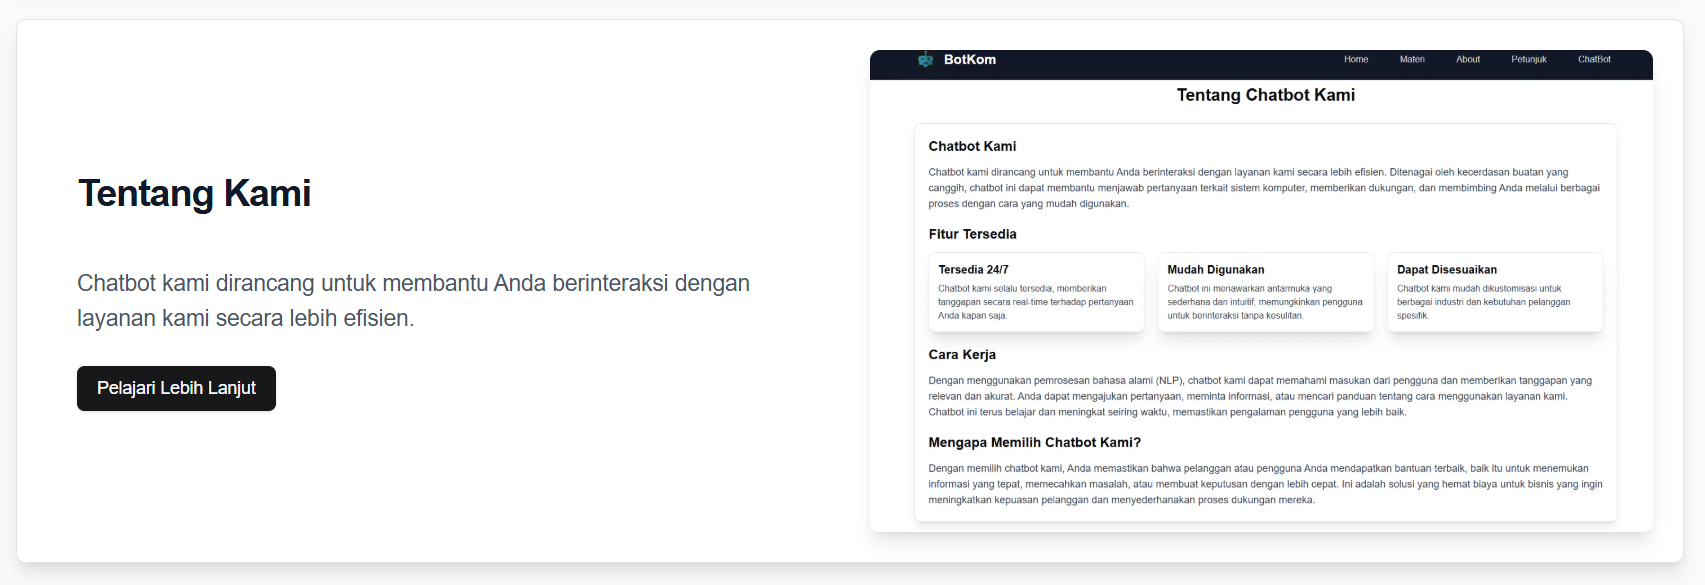 Tentang Kami
Chatbot kami dirancang untuk membantu Anda berinteraksi dengan
layanan kami secara lebih efisien.
Pelajari Lebih Lanjut
BotKom
Home Materi About Petunjuk ChatBot
Tentang Chatbot Kami
Chatbot Kami
Chatbot kami dirancang untuk membantu Anda berinteraksi dengan layanan kami secara lebih efisien. Ditenagai oleh kecerdasan buatan yang
canggih, chatbot ini dapat membantu menjawab pertanyaan terkait sistem komputer, memberikan dukungan, dan membimbing Anda melalui berbagai
proses dengan cara yang mudah digunakan.
Fitur Tersedia
Tersedia 24/7
Chatbot kami selalu tersedia, memberikan
tanggapan secara real-time terhadap pertanyaan
Anda kapan saja.
Mudah Digunakan
Chatbot ini menawarkan antarmuka yang
sederhana dan intuitif, memungkinkan pengguna
untuk berinteraksi tanpa kesulitan.
Dapat Disesuaikan
Chatbot kami mudah dikustomisasi untuk
berbagai industri dan kebutuhan pelanggan
spesifik.
Cara Kerja
Dengan menggunakan pemrosesan bahasa alami (NLP), chatbot kami dapat memahami masukan dari pengguna dan memberikan tanggapan yang
relevan dan akurat. Anda dapat mengajukan pertanyaan, meminta informasi, atau mencari panduan tentang cara menggunakan layanan kami.
Chatbot ini terus belajar dan meningkat seiring waktu, memastikan pengalaman pengguna yang lebih baik.
Mengapa Memilih Chatbot Kami?
Dengan memilih chatbot kami, Anda memastikan bahwa pelanggan atau pengguna Anda mendapatkan bantuan terbaik, baik itu untuk menemukan
informasi yang tepat, memecahkan masalah, atau membuat keputusan dengan lebih cepat. Ini adalah solusi yang hemat biaya untuk bisnis yang ingin
meningkatkan kepuasan pelanggan dan menyederhanakan proses dukungan mereka.